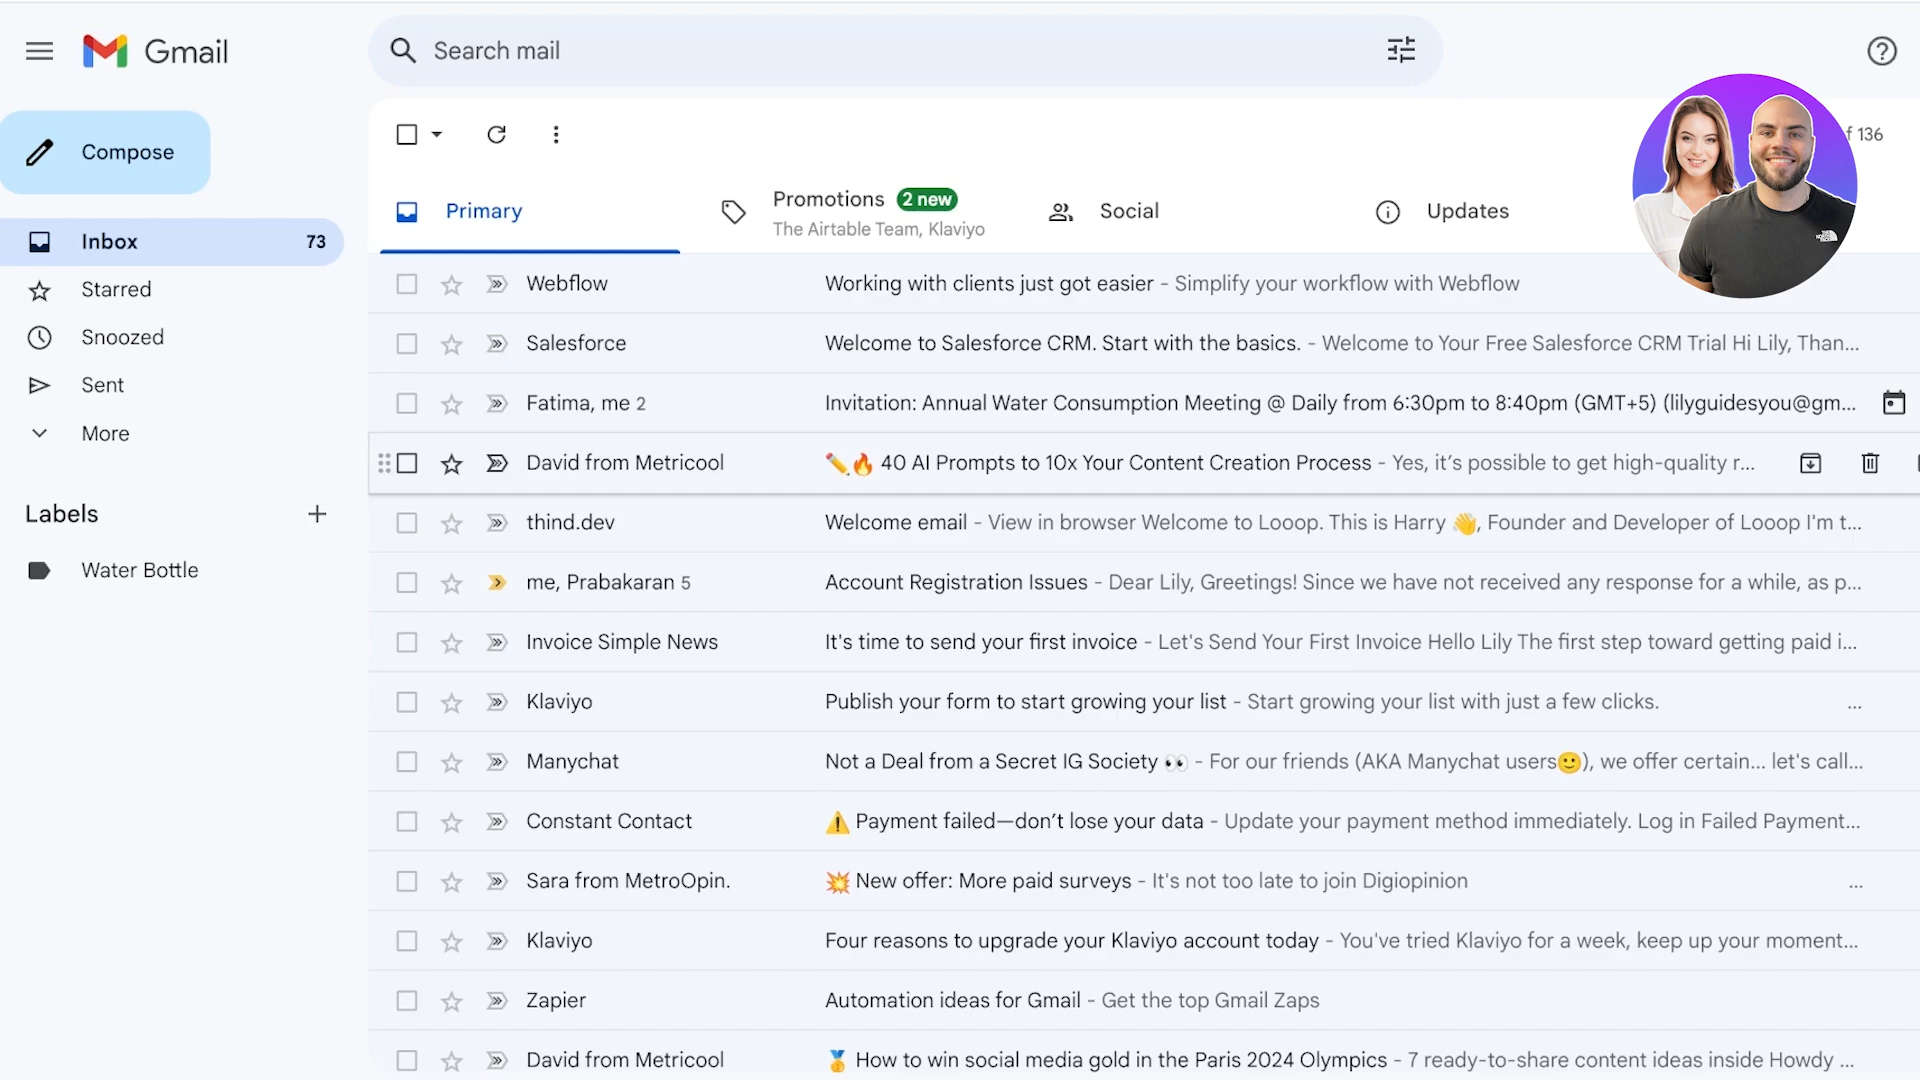 Gmail
Search mail
Compose
136
Primary
Promotions 2 new
The Airtable Team, Klaviyo
Social
Updates
Inbox 73
Starred
Snoozed
Sent
More
Labels
Water Bottle
Webflow Working with clients just got easier - Simplify your workflow with Webflow
Salesforce Welcome to Salesforce CRM. Start with the basics. - Welcome to Your Free Salesforce CRM Trial Hi Lily, Than...
Fatima, me 2 Invitation: Annual Water Consumption Meeting @ Daily from 6:30pm to 8:40pm (GMT+5) (lilyguidesyou@gm...
David from Metricool ✏️🔥 40 AI Prompts to 10x Your Content Creation Process - Yes, it’s possible to get high-quality r...
thind.dev Welcome email - View in browser Welcome to Looop. This is Harry 👋, Founder and Developer of Looop I'm t...
me, Prabakaran 5 Account Registration Issues - Dear Lily, Greetings! Since we have not received any response for a while, as p...
Invoice Simple News It's time to send your first invoice - Let's Send Your First Invoice Hello Lily The first step toward getting paid i...
Klaviyo Publish your form to start growing your list - Start growing your list with just a few clicks. ...
Manychat Not a Deal from a Secret IG Society 👀 - For our friends (AKA Manychat users🙂), we offer certain... let's call...
Constant Contact ⚠️ Payment failed—don’t lose your data - Update your payment method immediately. Log in Failed Payment...
Sara from MetroOpin. 💥 New offer: More paid surveys - It's not too late to join Digiopinion ...
Klaviyo Four reasons to upgrade your Klaviyo account today - You've tried Klaviyo for a week, keep up your moment...
Zapier Automation ideas for Gmail - Get the top Gmail Zaps
David from Metricool 🥇 How to win social media gold in the Paris 2024 Olympics - 7 ready-to-share content ideas inside Howdy ...